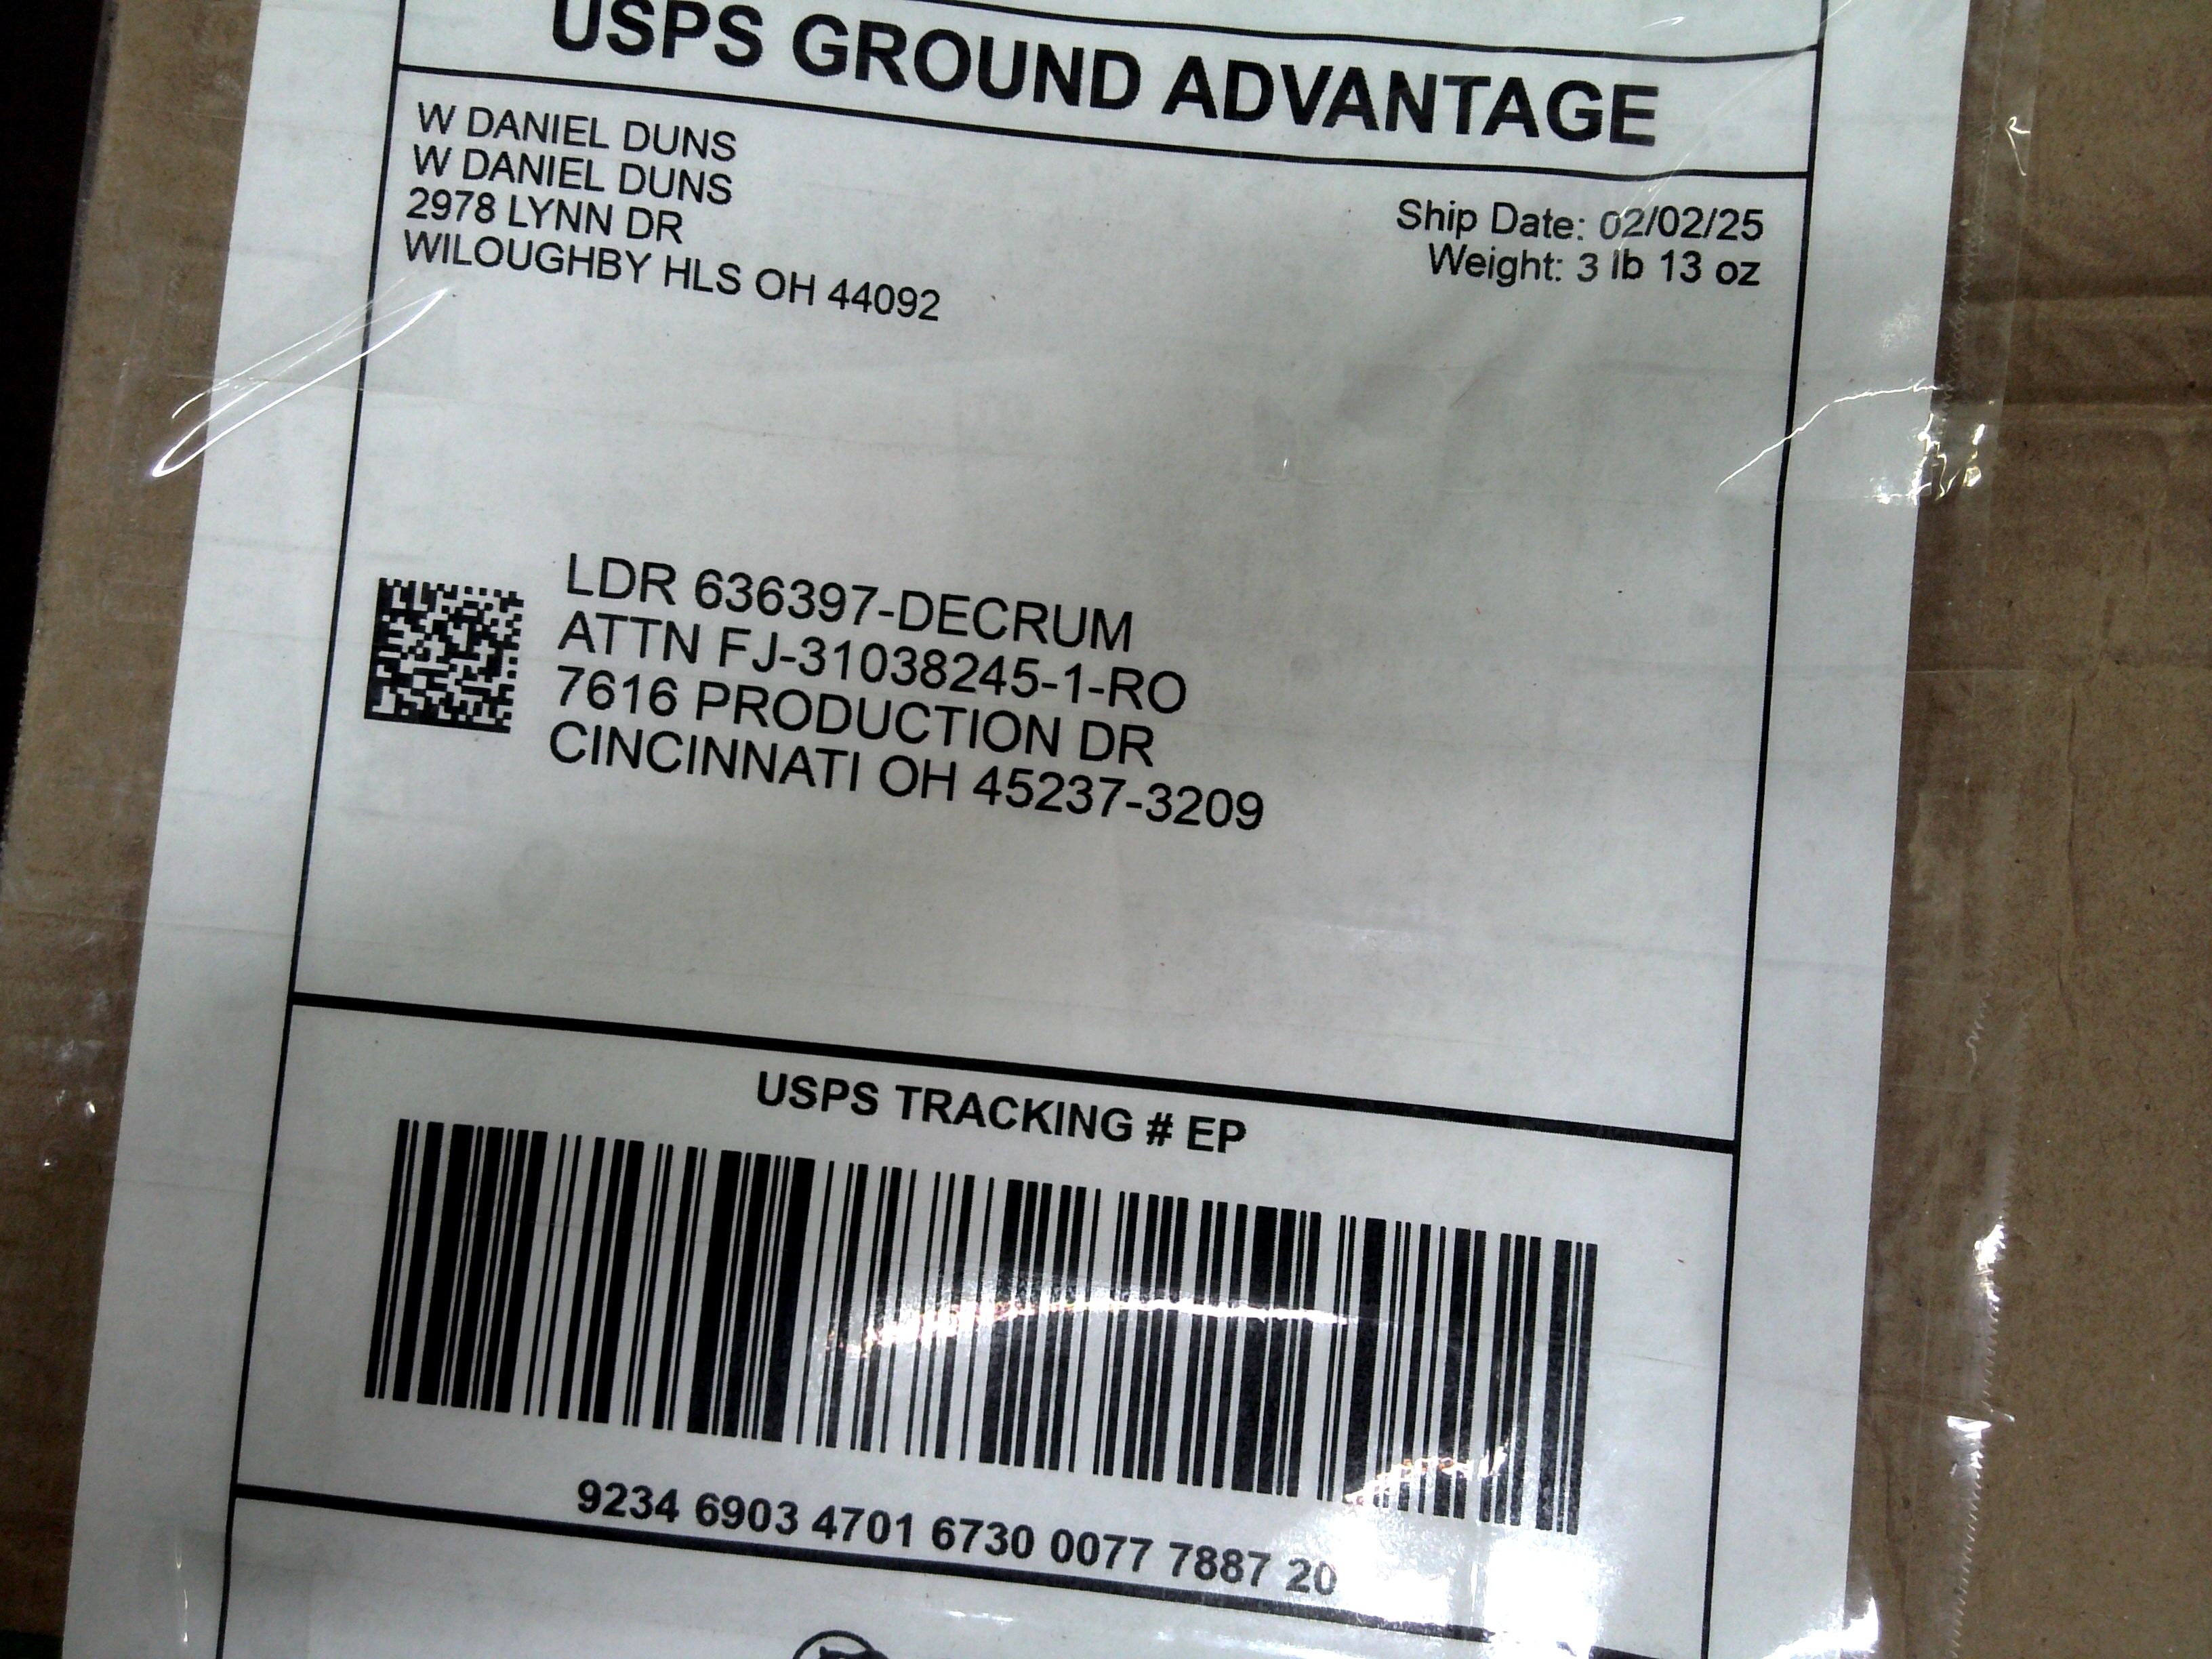 USPS GROUND ADVANTAGE
W DANIEL DUNS
W DANIEL DUNS
2978 LYNN DR
WILOUGHBY HLS OH 44092
Ship Date: 02/02/25
Weight: 3 lb 13 oz
LDR 636397-DECRUM
ATTN FJ-31038245-1-RO
7616 PRODUCTION DR
CINCINNATI OH 45237-3209
USPS TRACKING # EP
9234 6903 4701 6730 0077 7887 20